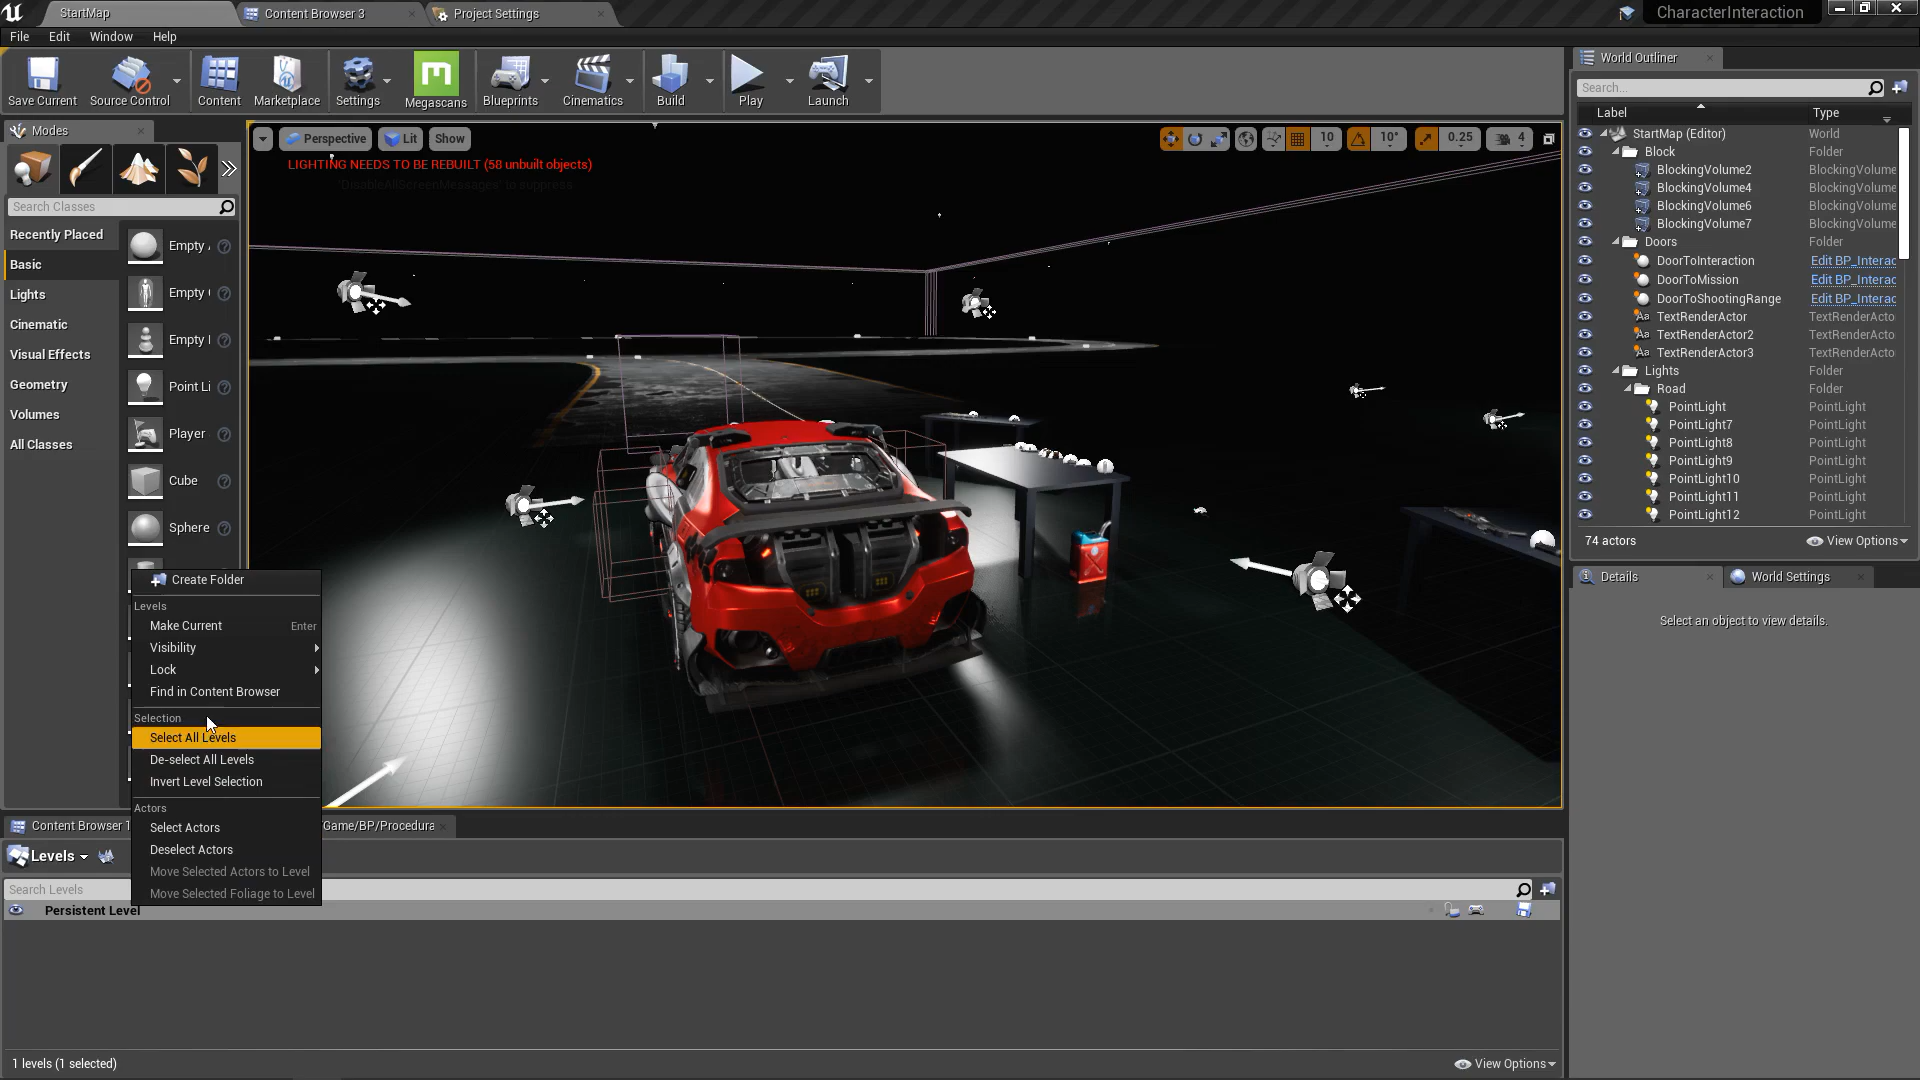 StartMap
Content Browser 3
Project Settings
CharacterInteraction
File Edit Window Help
Save Current
Source Control
Content
Marketplace
Settings
Megascans
Blueprints
Cinematics
Build
Play
Launch
Modes
Search Classes
Recently Placed
Basic
Lights
Cinematic
Visual Effects
Geometry
Volumes
All Classes
Empty
Empty
Empty
Point Li
Player
Cube
Sphere
Perspective
Lit
Show
10
10°
0.25
4
LIGHTING NEEDS TO BE REBUILT (58 unbuilt objects)
'DisableAllScreenMessages' to suppress
World Outliner
Search...
Label Type
StartMap (Editor) World
Block Folder
BlockingVolume2 BlockingVolume
BlockingVolume4 BlockingVolume
BlockingVolume6 BlockingVolume
BlockingVolume7 BlockingVolume
Doors Folder
DoorToInteraction Edit BP_Interac
DoorToMission Edit BP_Interac
DoorToShootingRange Edit BP_Interac
TextRenderActor TextRenderActo
TextRenderActor2 TextRenderActo
TextRenderActor3 TextRenderActo
Lights Folder
Road Folder
PointLight PointLight
PointLight7 PointLight
PointLight8 PointLight
PointLight9 PointLight
PointLight10 PointLight
PointLight11 PointLight
PointLight12 PointLight
74 actors
View Options
Details
World Settings
Select an object to view details.
Create Folder
Levels
Make Current Enter
Visibility
Lock
Find in Content Browser
Selection
Select All Levels
De-select All Levels
Invert Level Selection
Actors
Select Actors
Deselect Actors
Move Selected Actors to Level
Move Selected Foliage to Level
Content Browser 1
Game/BP/Procedura
Levels
Search Levels
Persistent Level
1 levels (1 selected)
View Options